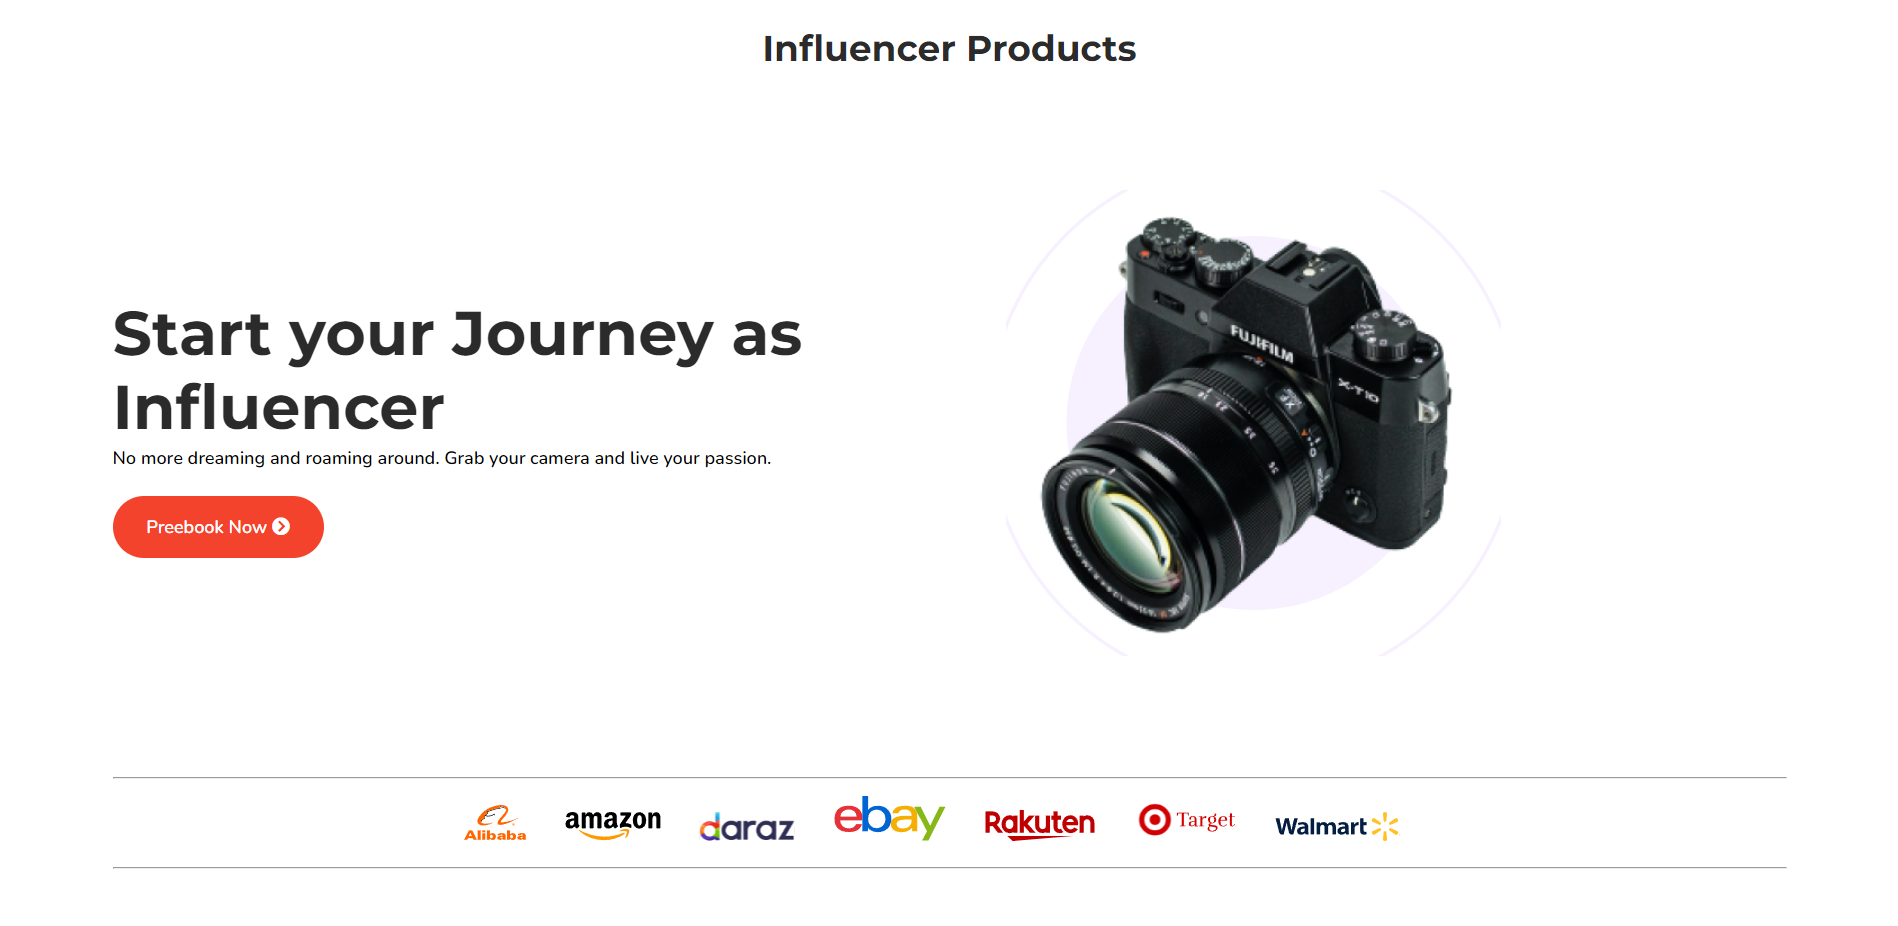 Influencer Products
Start your Journey as
Influencer
No more dreaming and roaming around. Grab your camera and live your passion.
Preebook Now
FUJIFILM
X-T10
XF
Alibaba
amazon
daraz
ebay
Rakuten
Target
Walmart